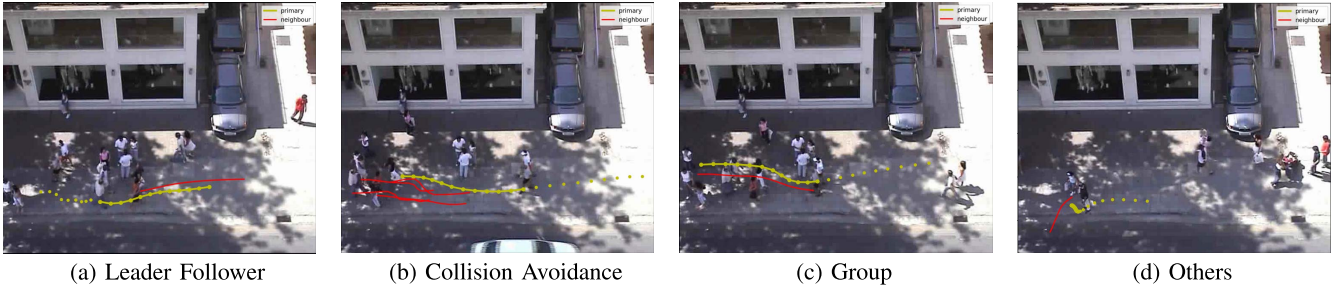 primary
neighbour
primary
neighbour
primary
neighbour
primary
neighbour
(a) Leader Follower
(b) Collision Avoidance
(c) Group
(d) Others